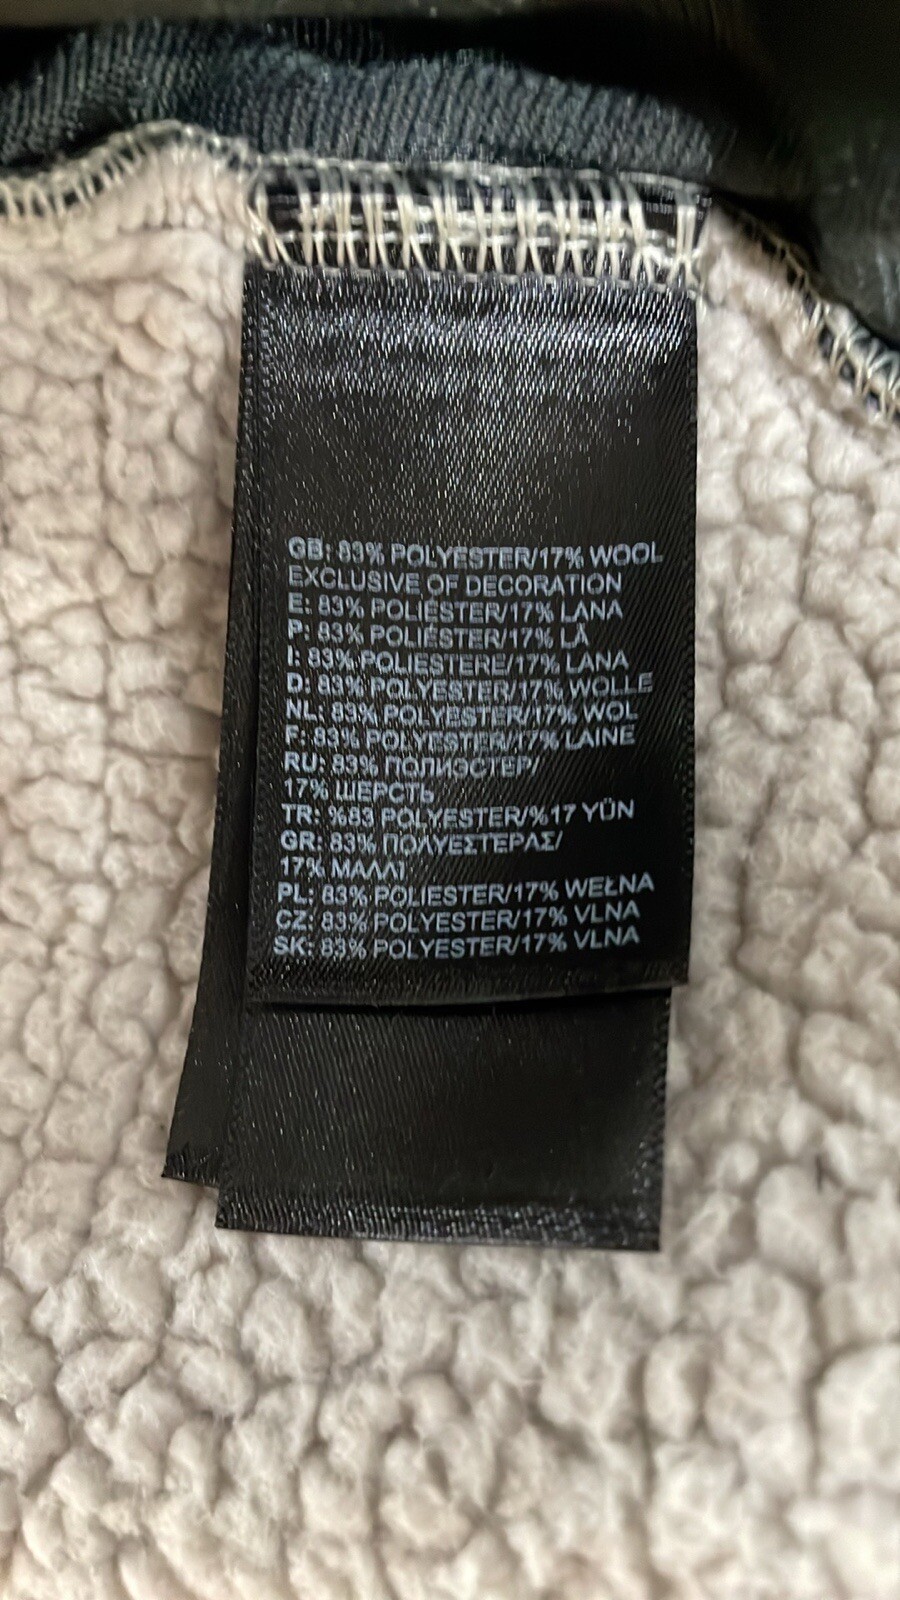 GB: 83% POLYESTER/17% WOOL
EXCLUSIVE OF DECORATION
E: 83% POLIÉSTER/17% LANA
P: 83% POLIÉSTER/17% LÃ
I: 83% POLIESTERE/17% LANA
D: 83% POLYESTER/17% WOLLE
NL: 83% POLYESTER/17% WOL
F: 83% POLYESTER/17% LAINE
RU: 83% ПОЛИЭСТЕР/
17% ШЕРСТЬ
TR: %83 POLYESTER/%17 YÜN
GR: 83% ΠΟΛΥΕΣΤΕΡΑΣ/
17% ΜΑΛΛΙ
PL: 83% POLIESTER/17% WEŁNA
CZ: 83% POLYESTER/17% VLNA
SK: 83% POLYESTER/17% VLNA